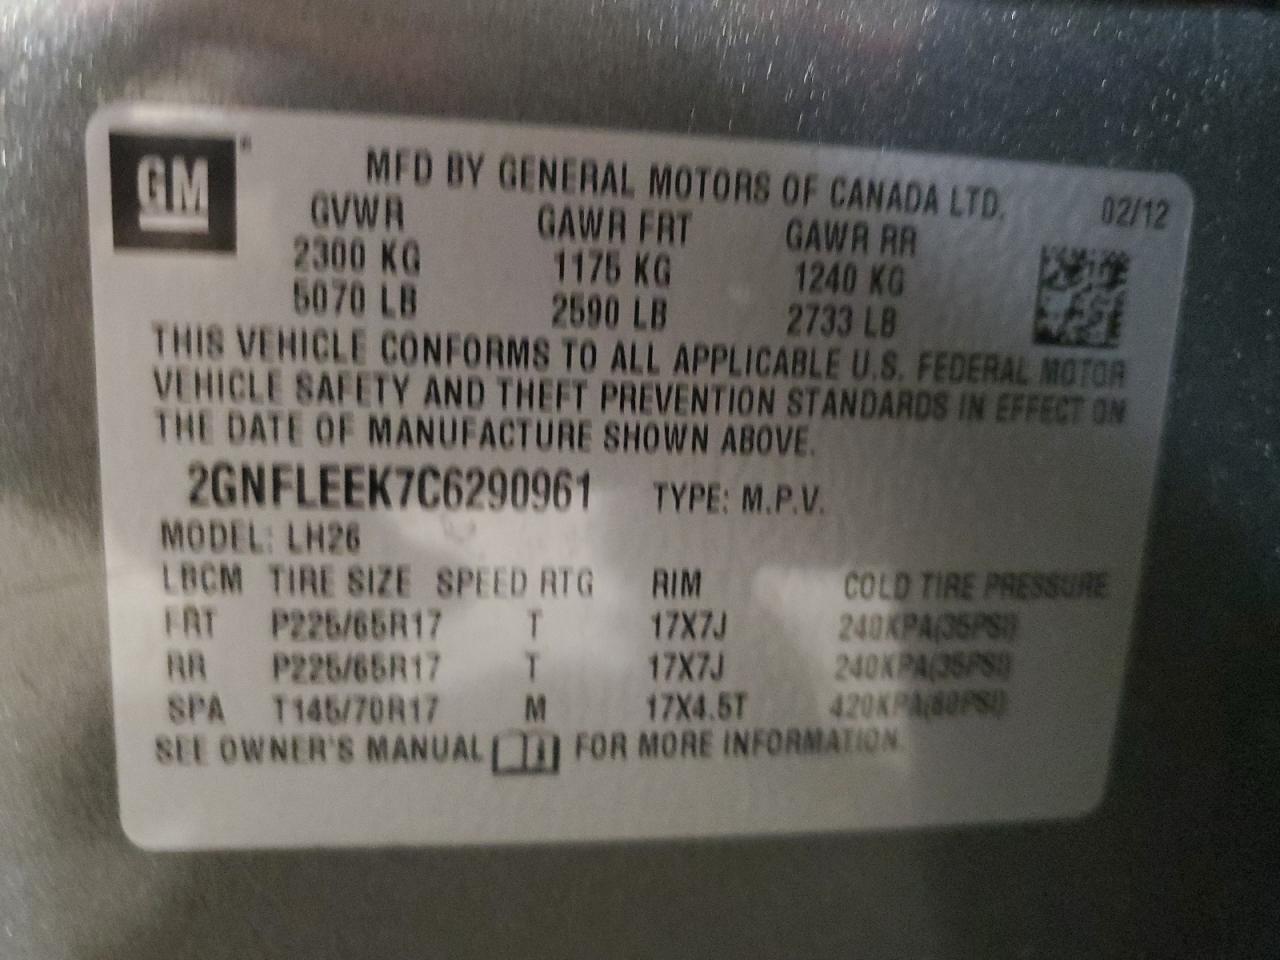 GM
MFD BY GENERAL MOTORS OF CANADA LTD. 02/12
GVWR GAWR FRT GAWR RR
2300 KG 1175 KG 1240 KG
5070 LB 2590 LB 2733 LB
THIS VEHICLE CONFORMS TO ALL APPLICABLE U.S. FEDERAL MOTOR
VEHICLE SAFETY AND THEFT PREVENTION STANDARDS IN EFFECT ON
THE DATE OF MANUFACTURE SHOWN ABOVE.
2GNFLEEK7C6290961 TYPE: M.P.V.
MODEL: LH26
LBCM TIRE SIZE SPEED RTG RIM COLD TIRE PRESSURE
FRT P225/65R17 T 17X7J 240KPA(35PSI)
RR P225/65R17 T 17X7J 240KPA(35PSI)
SPA T145/70R17 M 17X4.5T 420KPA(60PSI)
SEE OWNER'S MANUAL FOR MORE INFORMATION.